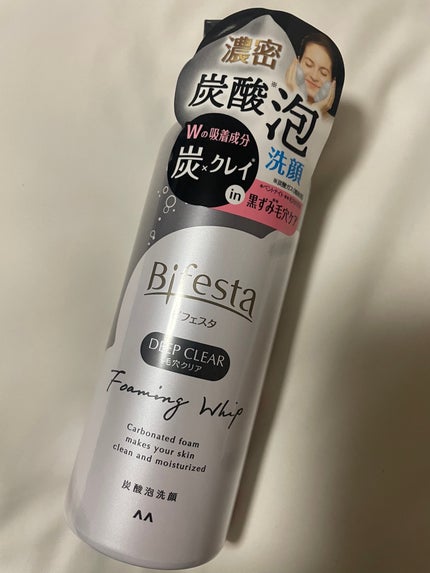 濃密
炭酸※泡
洗顔
Wの吸着成分
炭×クレイ*
in
黒ずみ毛穴ケア
Bifesta
ビフェスタ
DEEP CLEAR
毛穴クリア
Foaming Whip
Carbonated foam
makes your skin
clean and moisturized
炭酸泡洗顔